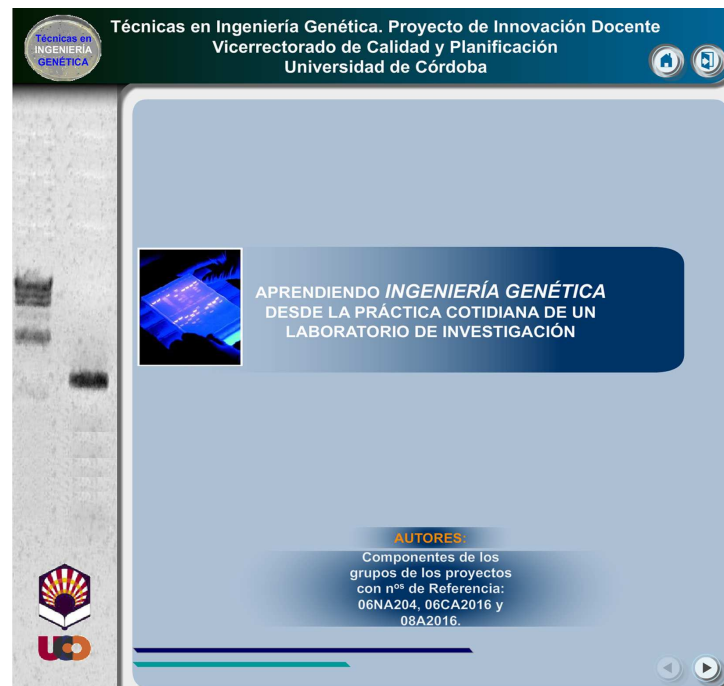 Técnicas en
INGENIERÍA
GENÉTICA
Técnicas en Ingeniería Genética. Proyecto de Innovación Docente
Vicerrectorado de Calidad y Planificación
Universidad de Córdoba
APRENDIENDO INGENIERÍA GENÉTICA
DESDE LA PRÁCTICA COTIDIANA DE UN
LABORATORIO DE INVESTIGACIÓN
AUTORES:
Componentes de los
grupos de los proyectos
con nºs de Referencia:
06NA204, 06CA2016 y
08A2016.
UCO